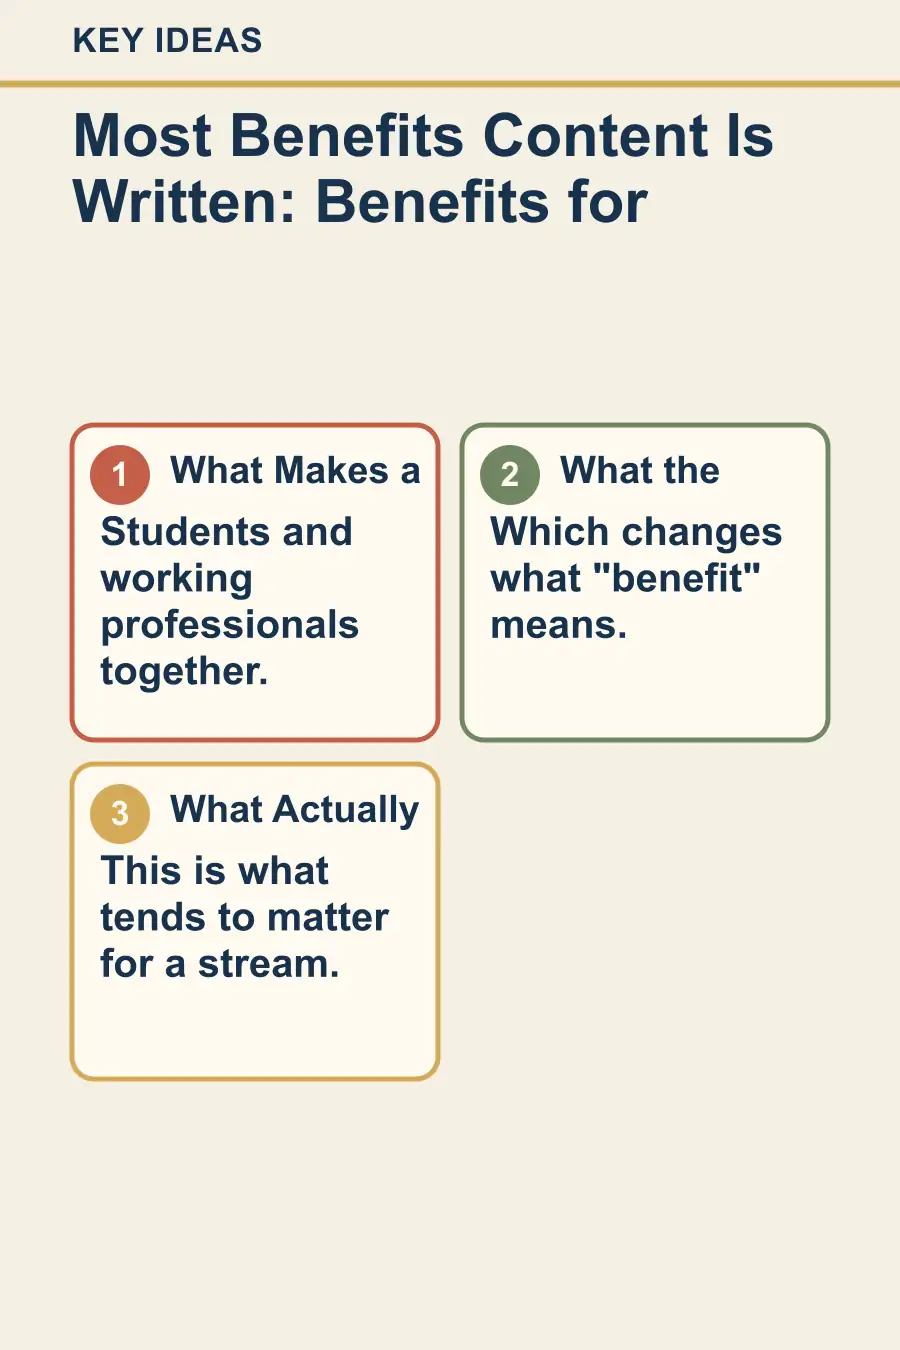 KEY IDEAS
Most Benefits Content Is
Written: Benefits for
1 What Makes a
Students and
working
professionals
together.
2 What the
Which changes
what "benefit"
means.
3 What Actually
This is what
tends to matter
for a stream.